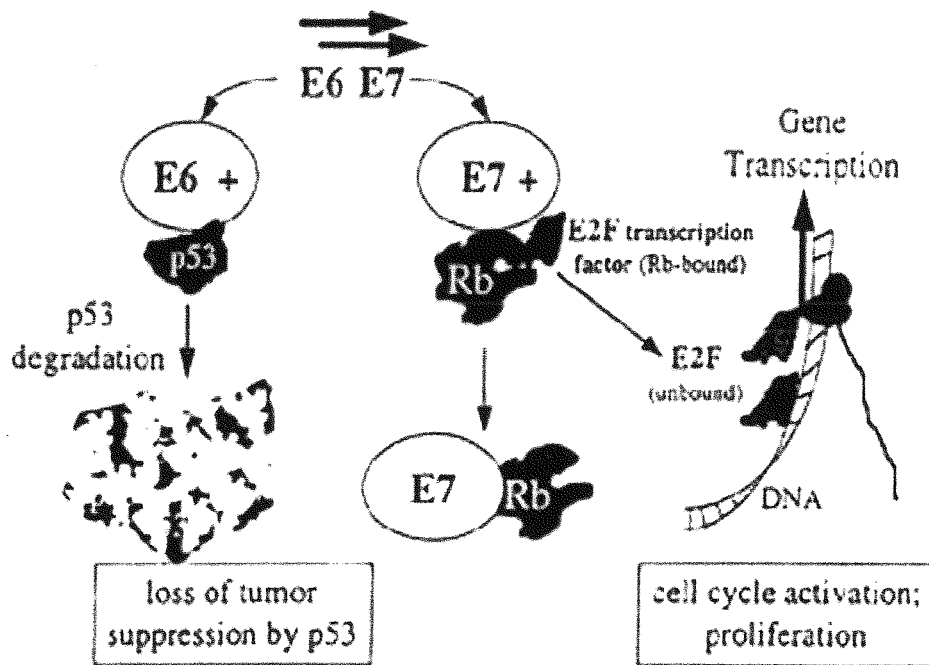 E6 E7
E6 +
p53
p53
degradation
loss of tumor
suppression by p53
E7 +
Rb
E2F transcription
factor (Rb-bound)
E7
Rb
Gene
Transcription
E2F
(unbound)
DNA
cell cycle activation;
proliferation